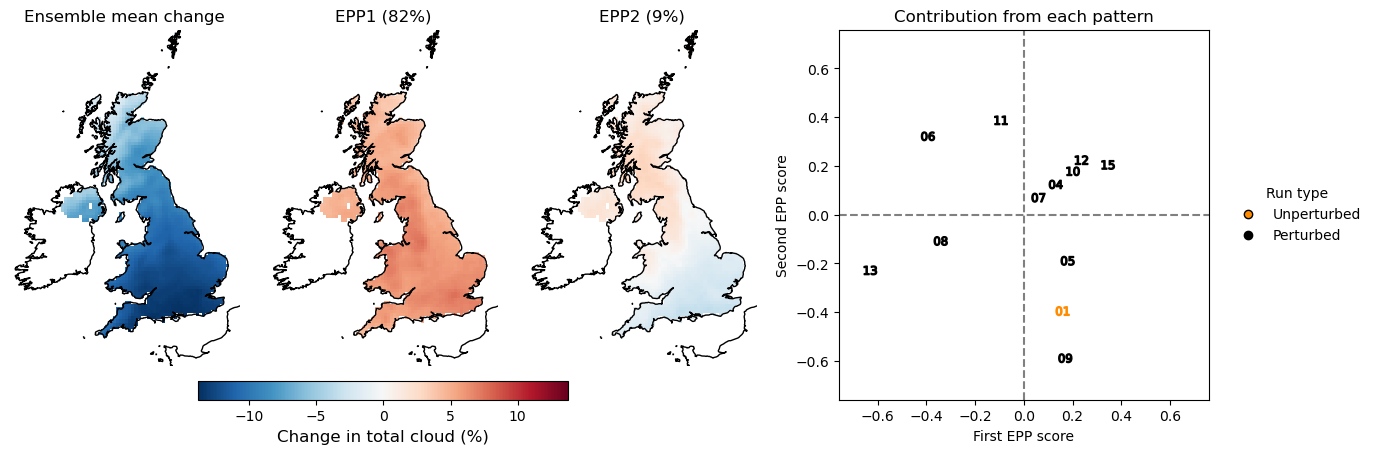 Ensemble mean change
EPP1 (82%)
EPP2 (9%)
Contribution from each pattern
−10 −5 0 5 10
Change in total cloud (%)
Second EPP score
0.6
0.4
0.2
0.0
−0.2
−0.4
−0.6
11
06
12
15
10
04
07
08
05
13
01
09
−0.6 −0.4 −0.2 0.0 0.2 0.4 0.6
First EPP score
Run type
Unperturbed
Perturbed